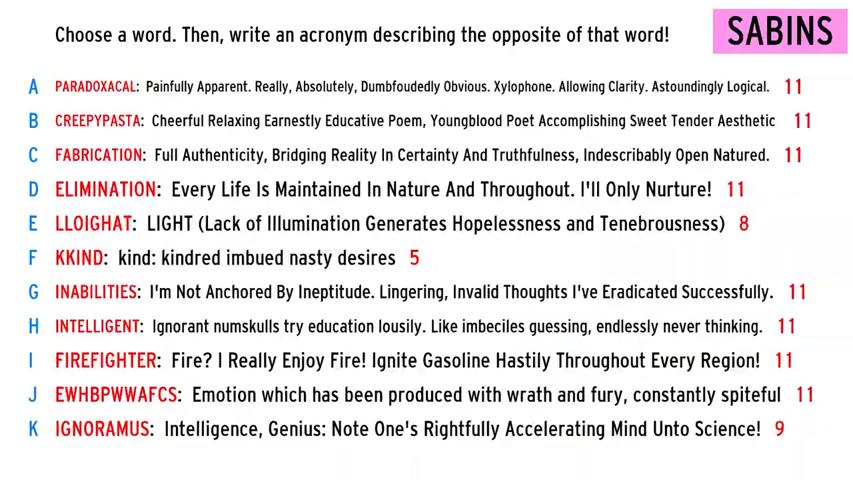 Choose a word. Then, write an acronym describing the opposite of that word!
SABINS
A PARADOXACAL: Painfully Apparent. Really, Absolutely, Dumbfoudedly Obvious. Xylophone. Allowing Clarity. Astoundingly Logical. 11
B CREEPYPASTA: Cheerful Relaxing Earnestly Educative Poem, Youngblood Poet Accomplishing Sweet Tender Aesthetic 11
C FABRICATION: Full Authenticity, Bridging Reality In Certainty And Truthfulness, Indescribably Open Natured. 11
D ELIMINATION: Every Life Is Maintained In Nature And Throughout. I'll Only Nurture! 11
E LLOIGHAT: LIGHT (Lack of Illumination Generates Hopelessness and Tenebrousness) 8
F KKIND: kind: kindred imbued nasty desires 5
G INABILITIES: I'm Not Anchored By Ineptitude. Lingering, Invalid Thoughts I've Eradicated Successfully. 11
H INTELLIGENT: Ignorant numskulls try education lousily. Like imbeciles guessing, endlessly never thinking. 11
I FIREFIGHTER: Fire? I Really Enjoy Fire! Ignite Gasoline Hastily Throughout Every Region! 11
J EWHBPWWAFCS: Emotion which has been produced with wrath and fury, constantly spiteful 11
K IGNORAMUS: Intelligence, Genius: Note One's Rightfully Accelerating Mind Unto Science! 9